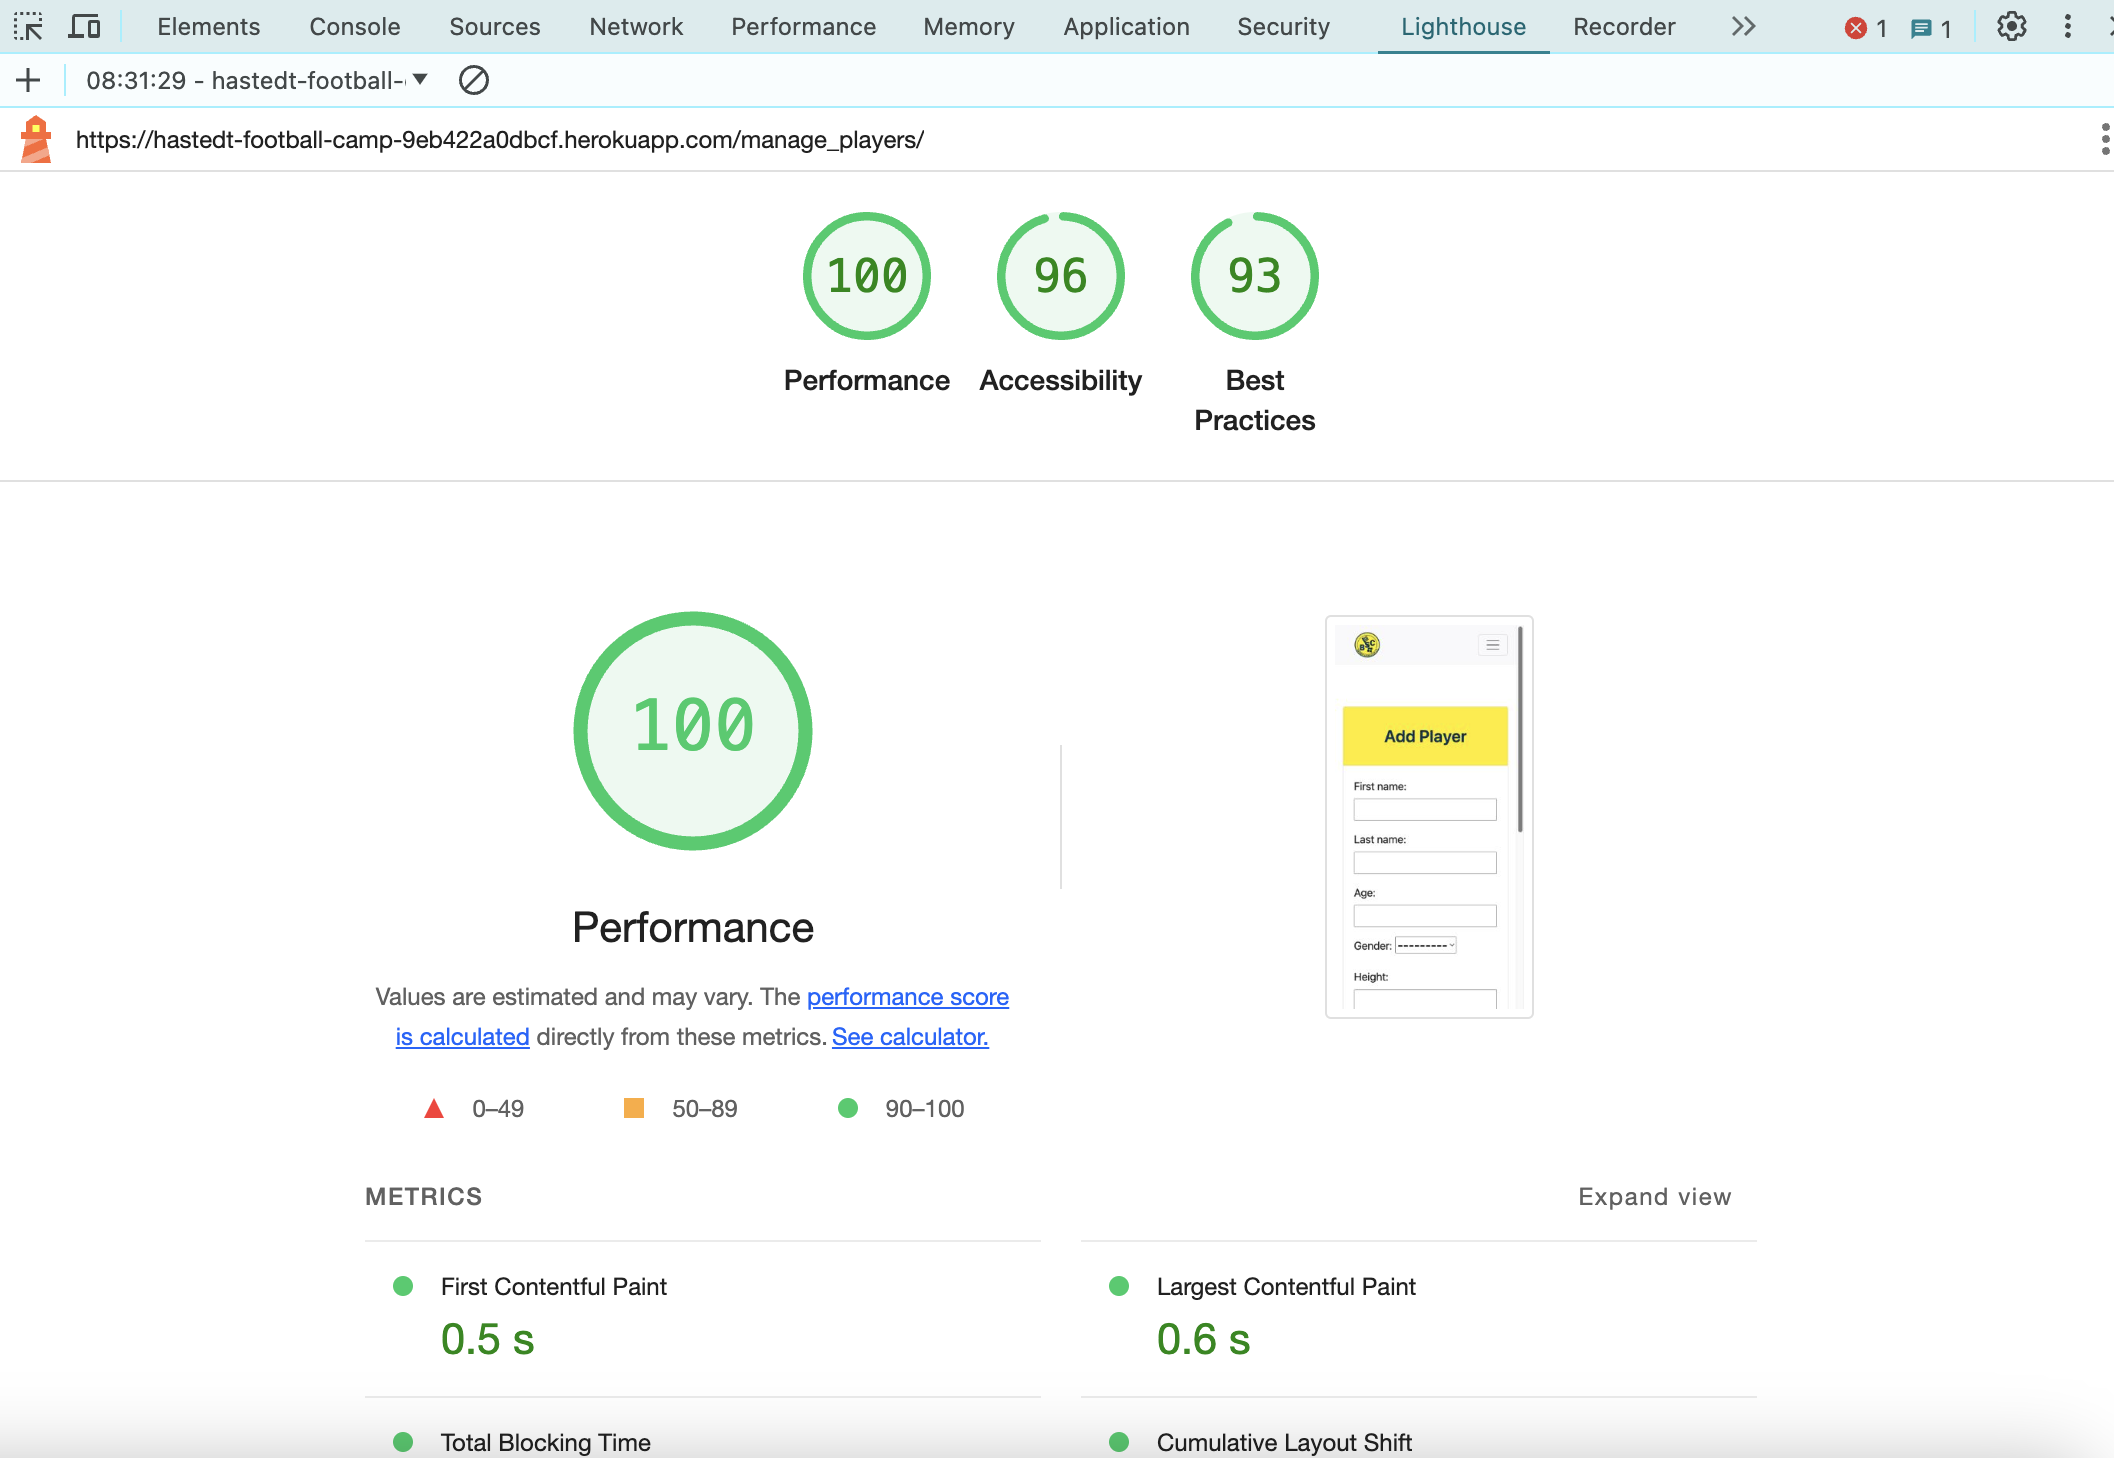 Elements Console Sources Network Performance Memory Application Security Lighthouse Recorder 1 1
08:31:29 - hastedt-football-
https://hastedt-football-camp-9eb422a0dbcf.herokuapp.com/manage_players/
100 96 93
Performance Accessibility Best
Practices
100
Performance
Values are estimated and may vary. The performance score
is calculated directly from these metrics. See calculator.
0–49 50–89 90–100
Add Player
First name:
Last name:
Age:
Gender: ---------
Height:
METRICS Expand view
First Contentful Paint Largest Contentful Paint
0.5 s 0.6 s
Total Blocking Time Cumulative Layout Shift